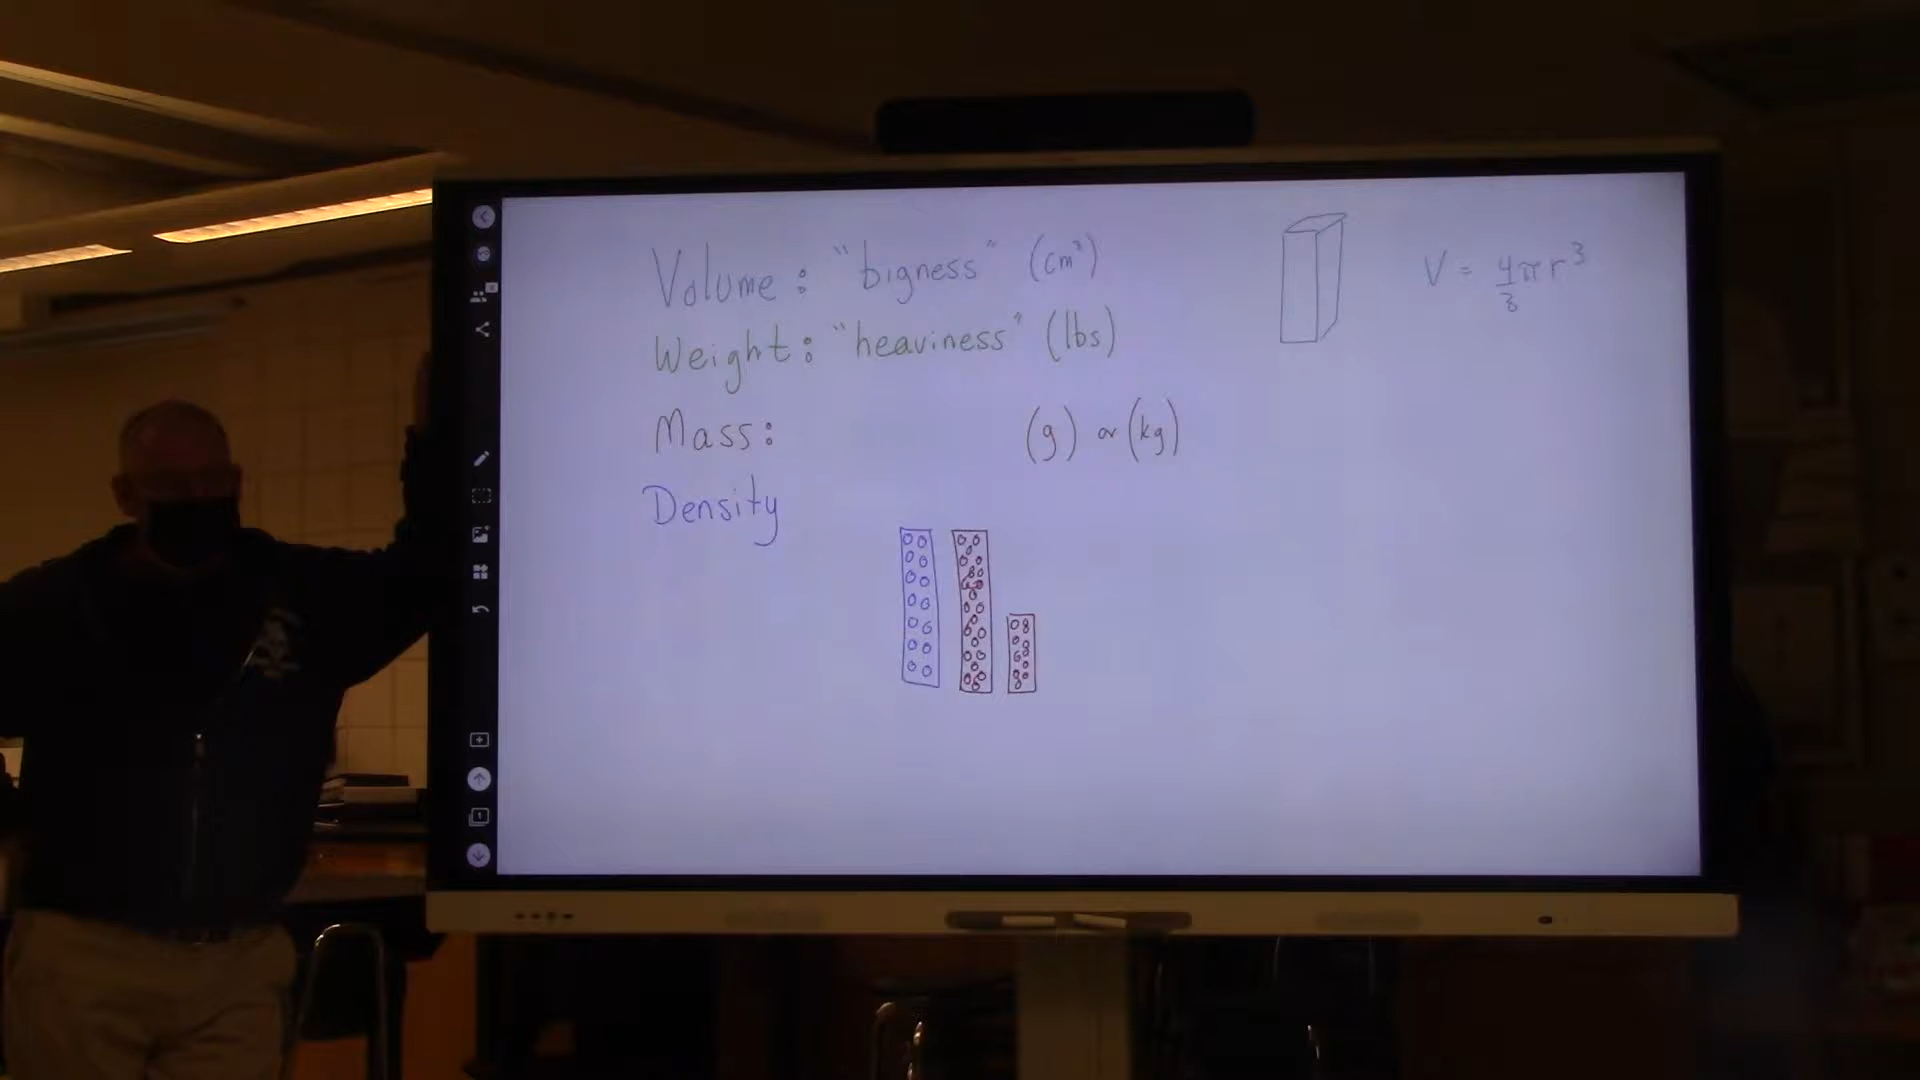 Volume: "bigness" (cm³)
V = 4/3 πr³
Weight: "heaviness" (lbs)
Mass: (g) or (kg)
Density